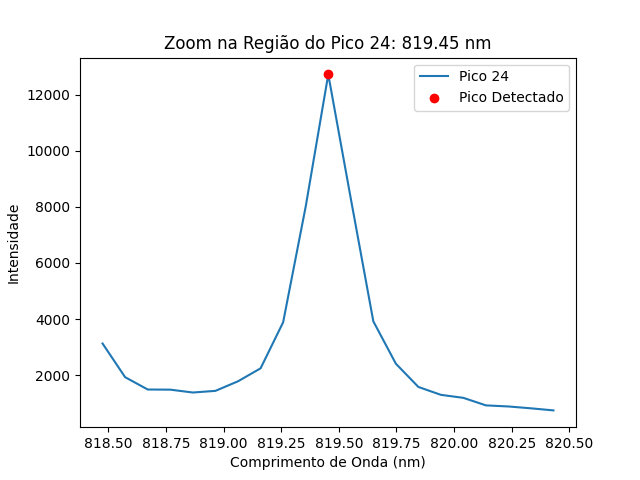 Zoom na Região do Pico 24: 819.45 nm
Pico 24
Pico Detectado
Intensidade
12000
10000
8000
6000
4000
2000
818.50 818.75 819.00 819.25 819.50 819.75 820.00 820.25 820.50
Comprimento de Onda (nm)